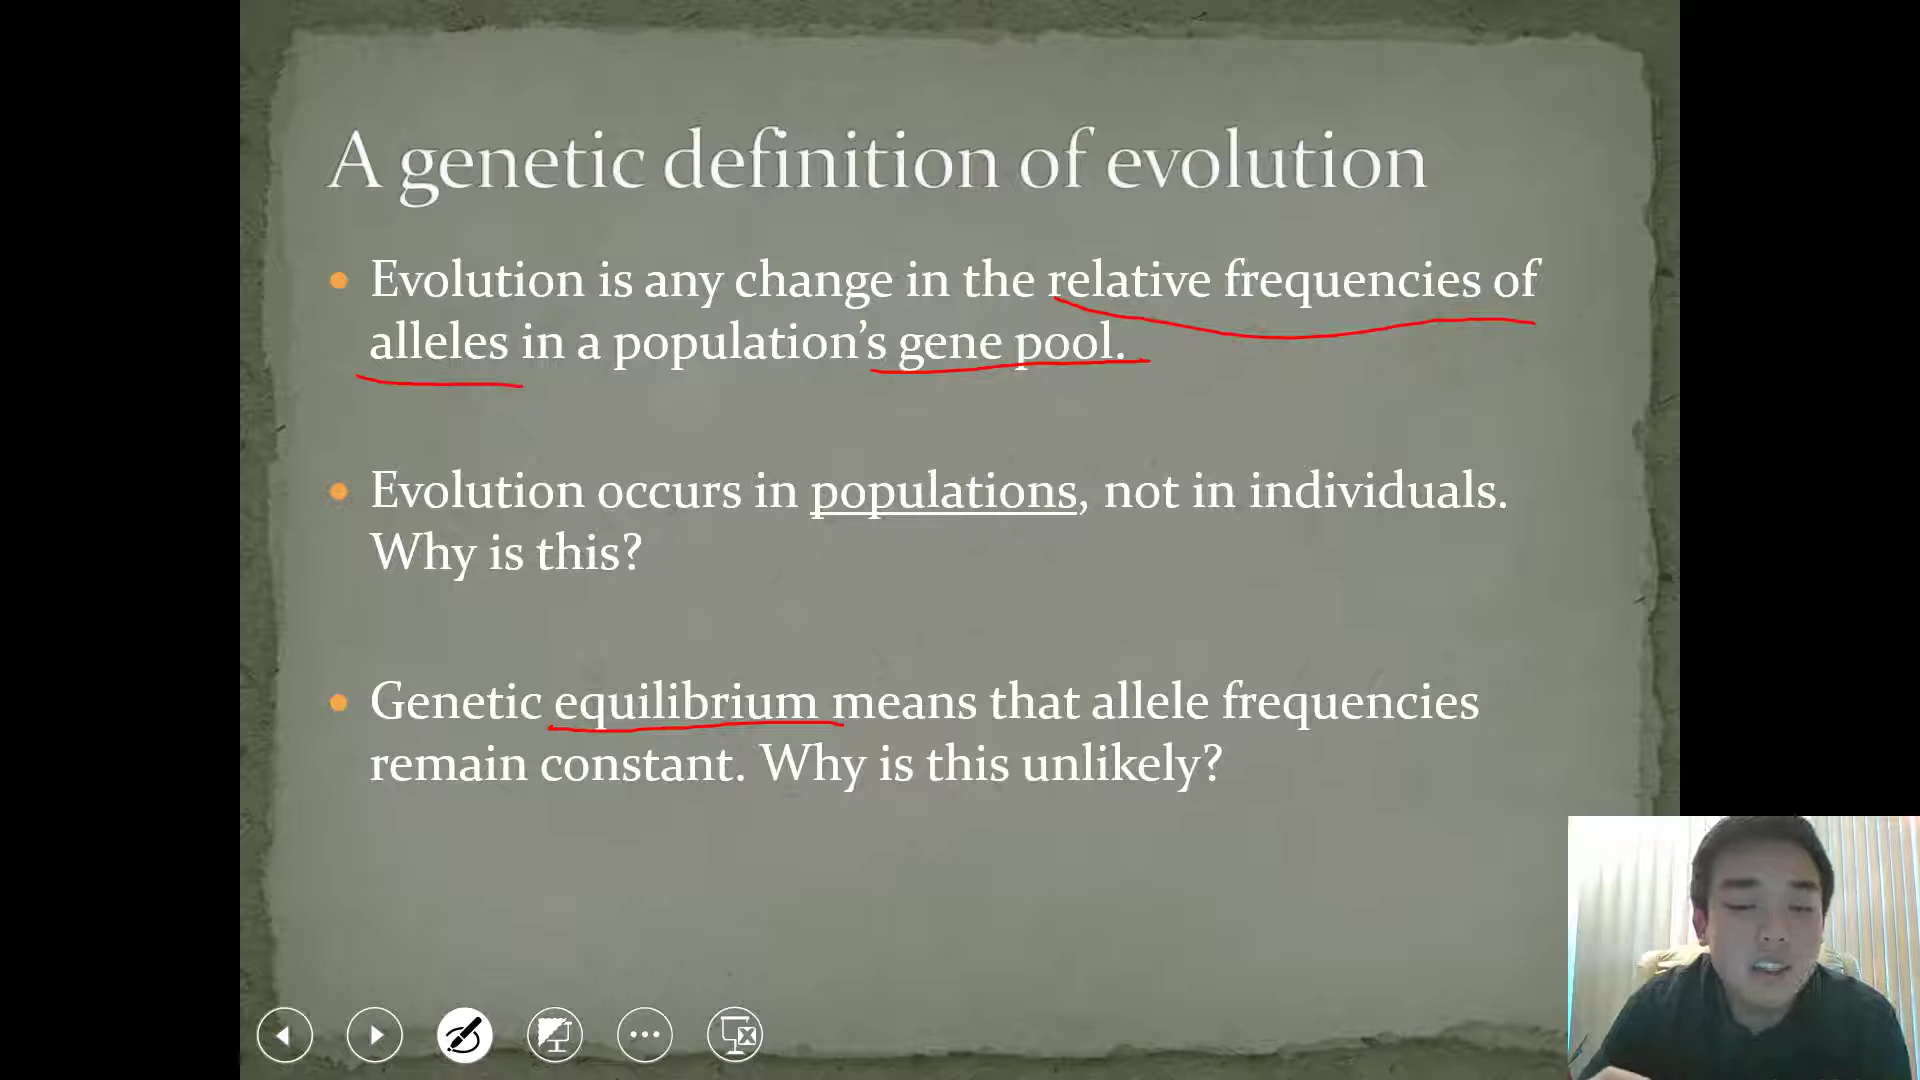 A genetic definition of evolution
Evolution is any change in the relative frequencies of
alleles in a population’s gene pool.
Evolution occurs in populations, not in individuals.
Why is this?
Genetic equilibrium means that allele frequencies
remain constant. Why is this unlikely?